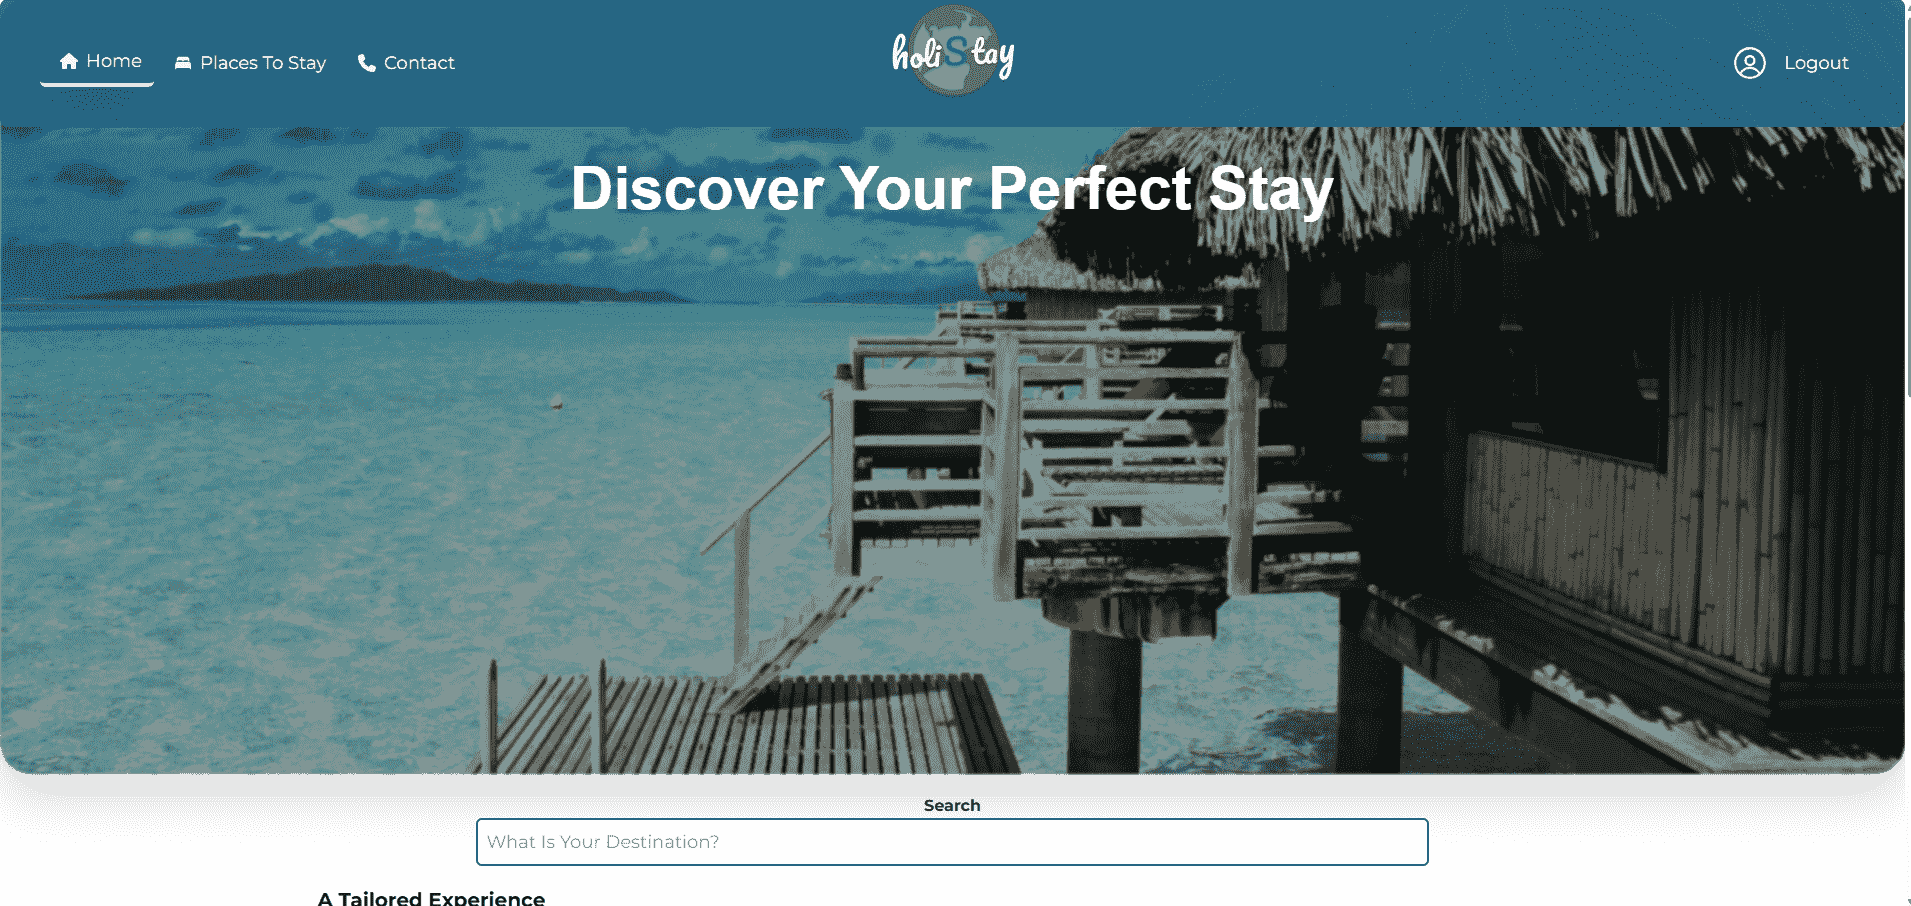 Home
Places To Stay
Contact
holiStay
Logout
Discover Your Perfect Stay
Search
What Is Your Destination?
A Tailored Experience